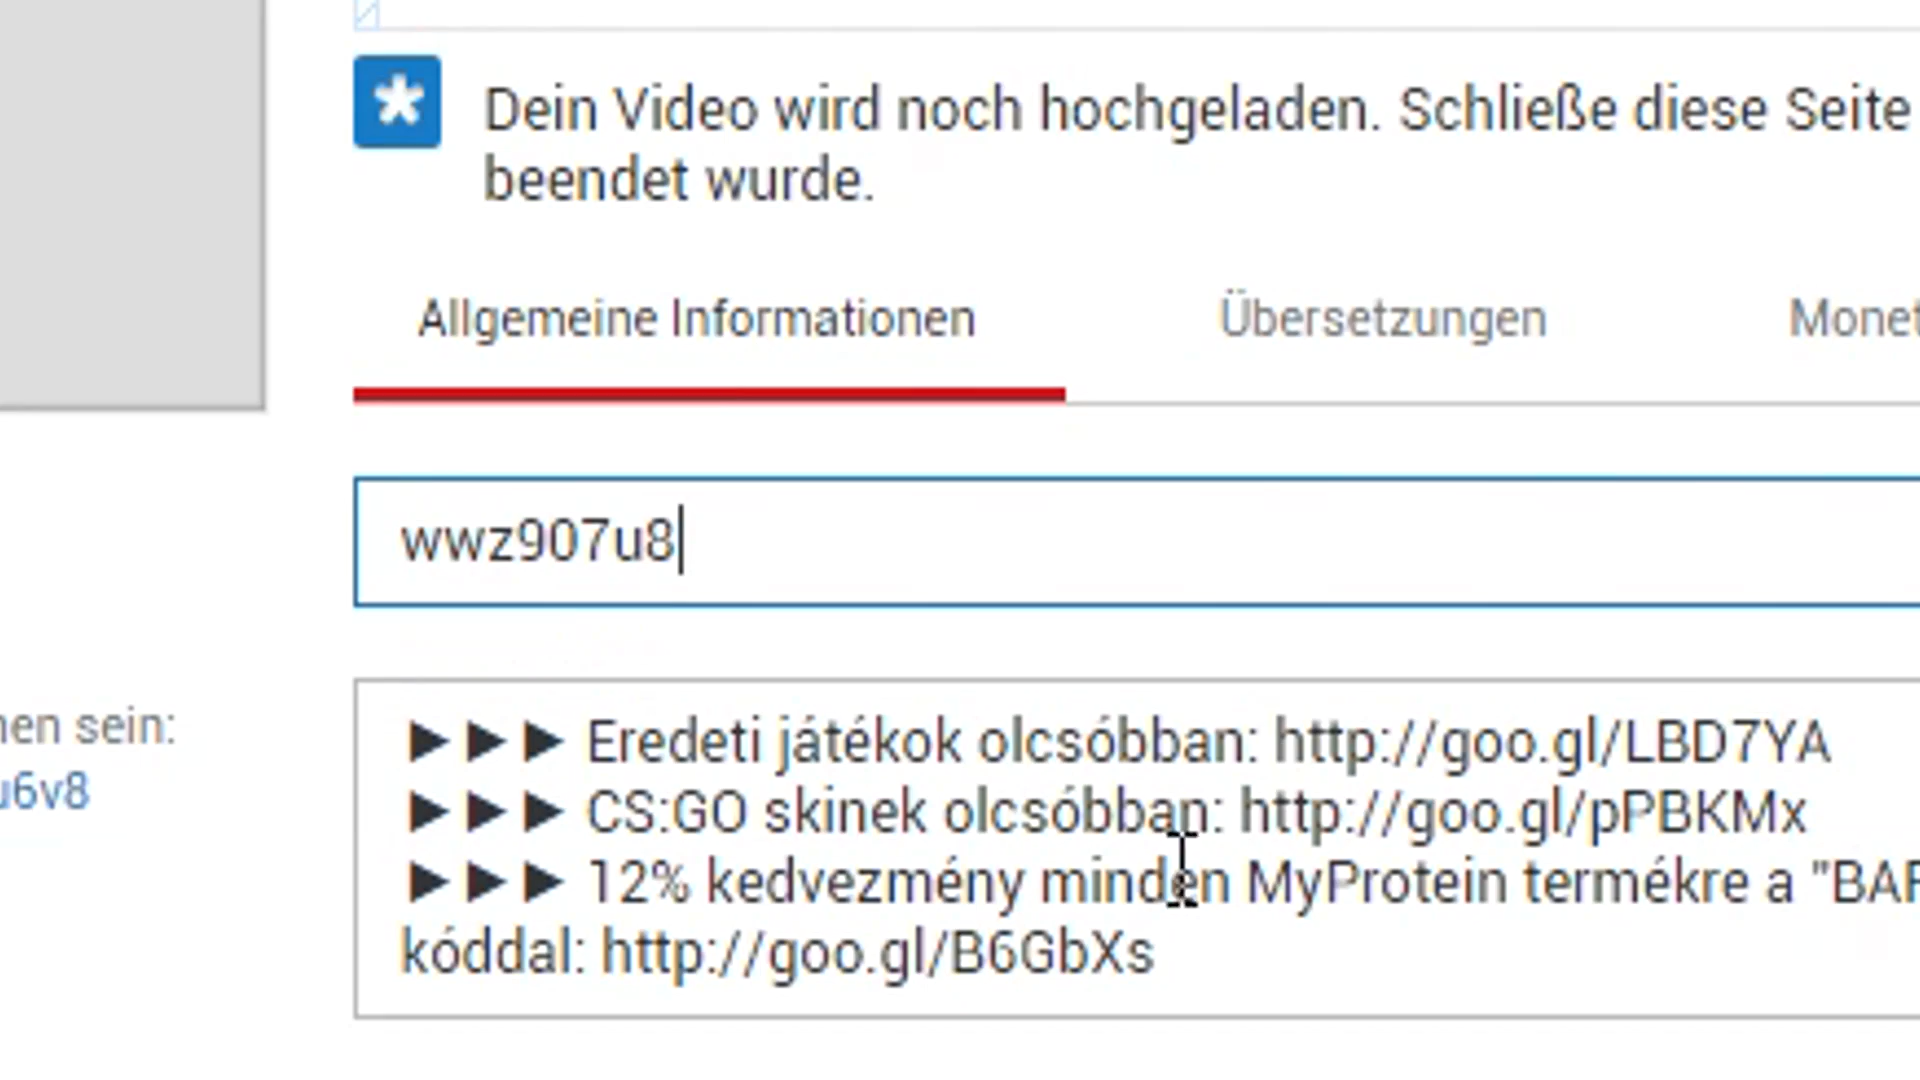 Dein Video wird noch hochgeladen. Schließe diese Seite
beendet wurde.
Allgemeine Informationen Übersetzungen
wwz907u8
sein:
u6v8
►►► Eredeti játékok olcsóbban: http://goo.gl/LBD7YA
►►► CS:GO skinek olcsóbban: http://goo.gl/pPBKMx
►►► 12% kedvezmény minden MyProtein termékre a
kóddal: http://goo.gl/B6GbXs